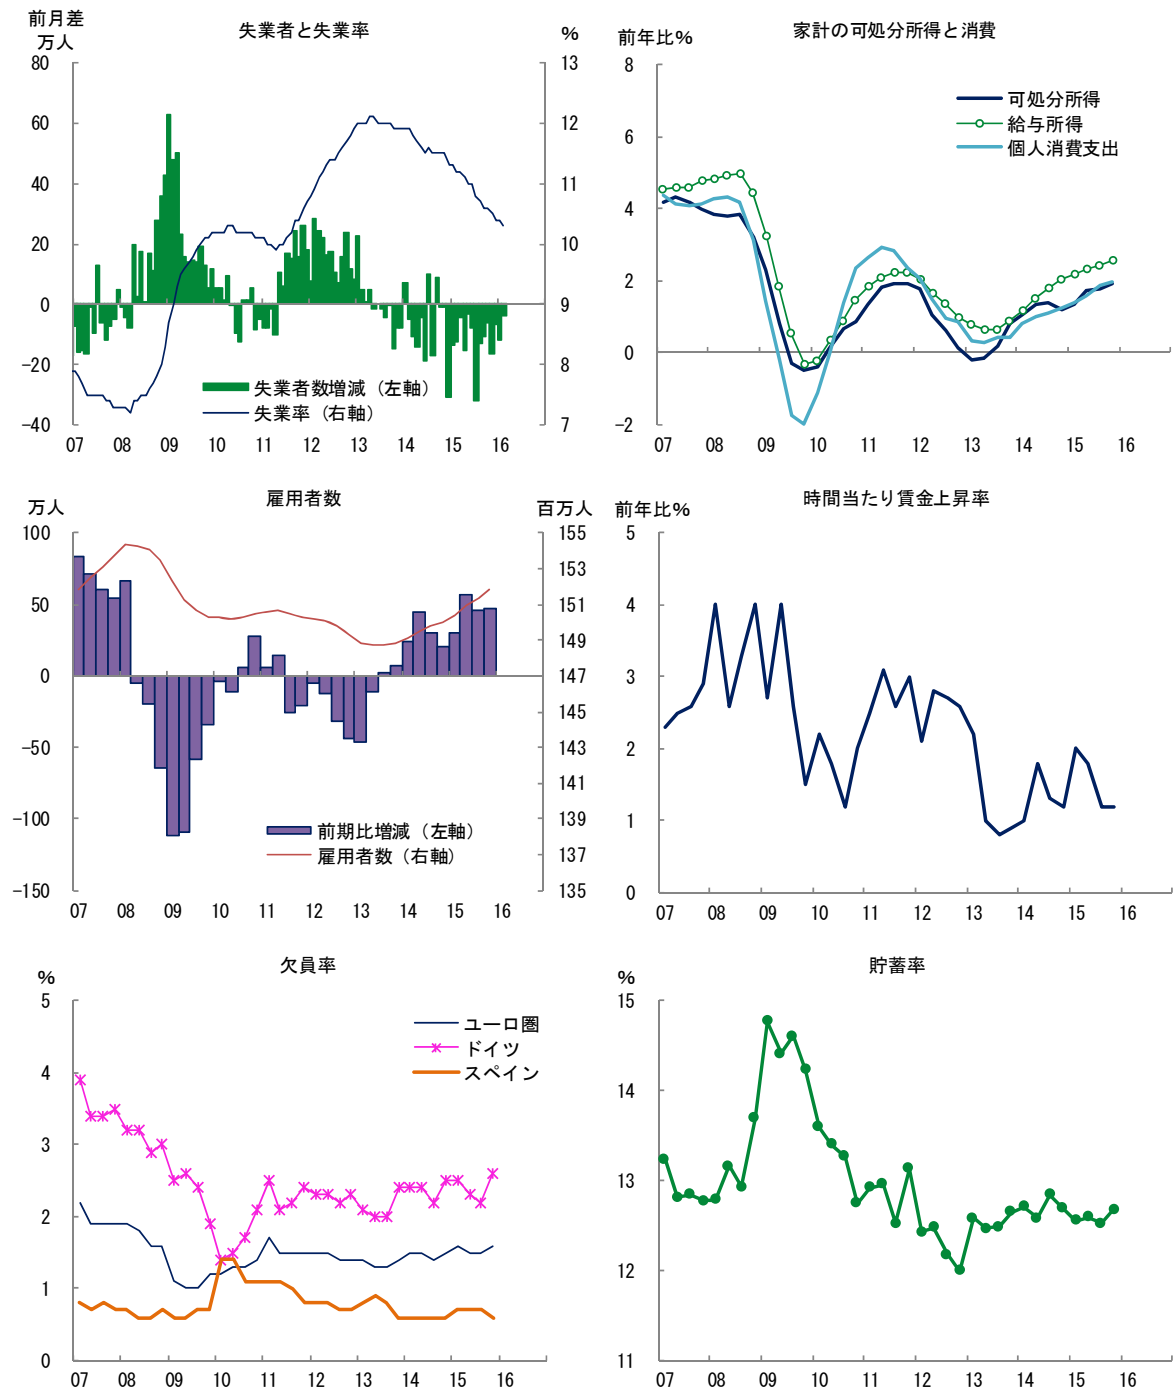 失業者と失業率
前月差
万人
%
80
60
40
20
0
−20
−40
13
12
11
10
9
8
7
失業者数増減（左軸）
失業率（右軸）
07 08 09 10 11 12 13 14 15 16
家計の可処分所得と消費
前年比%
8
6
4
2
0
−2
可処分所得
給与所得
個人消費支出
07 08 09 10 11 12 13 14 15 16
雇用者数
万人
百万人
100
50
0
−50
−100
−150
155
153
151
149
147
145
143
141
139
137
135
前期比増減（左軸）
雇用者数（右軸）
07 08 09 10 11 12 13 14 15 16
時間当たり賃金上昇率
前年比%
5
4
3
2
1
0
07 08 09 10 11 12 13 14 15 16
欠員率
%
5
4
3
2
1
0
ユーロ圏
ドイツ
スペイン
07 08 09 10 11 12 13 14 15 16
貯蓄率
%
15
14
13
12
11
07 08 09 10 11 12 13 14 15 16